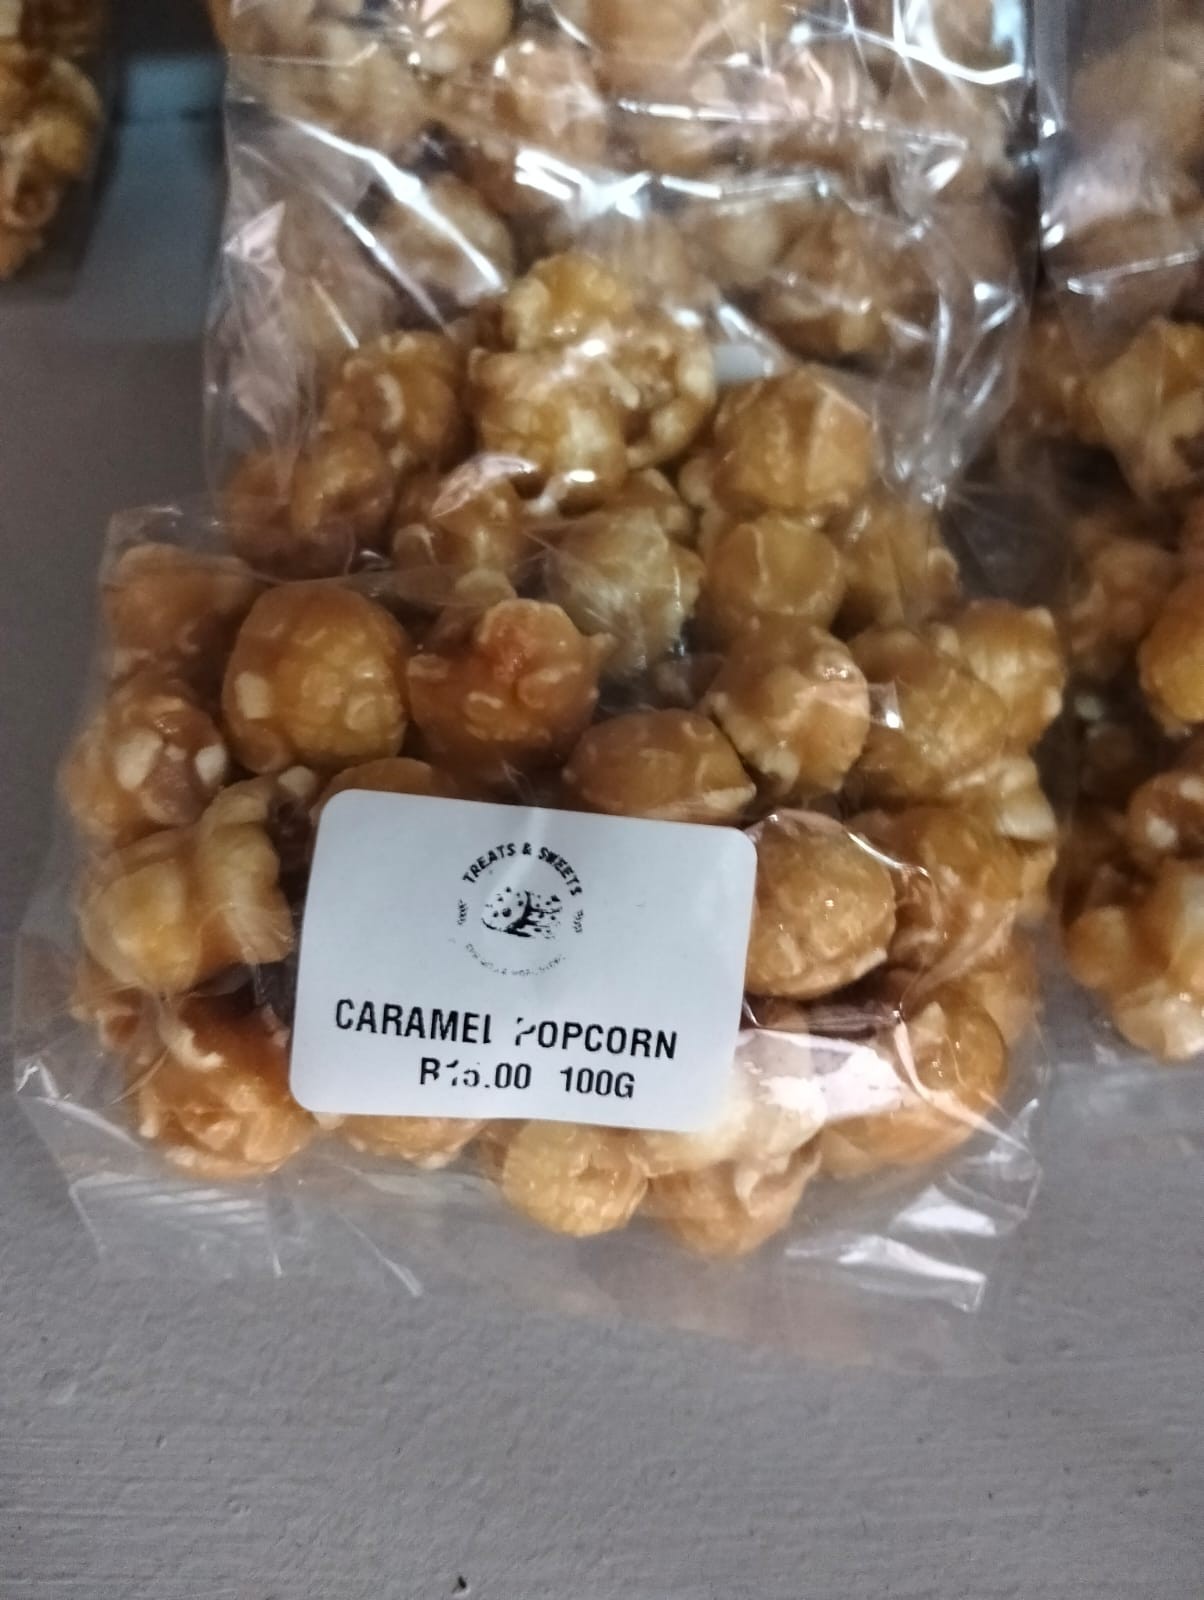 TREATS & SWEETS
CARAMEL POPCORN
R15.00 100G